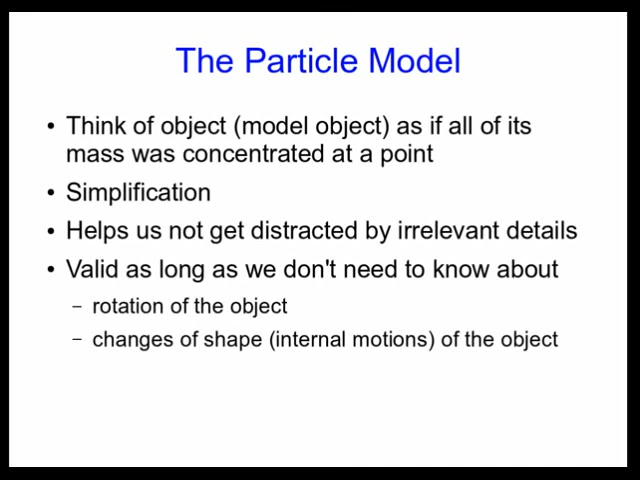 The Particle Model
• Think of object (model object) as if all of its
mass was concentrated at a point
• Simplification
• Helps us not get distracted by irrelevant details
• Valid as long as we don't need to know about
– rotation of the object
– changes of shape (internal motions) of the object